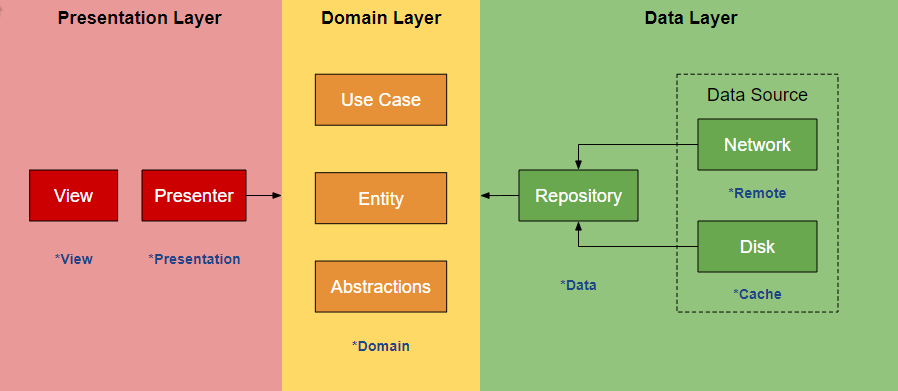 Presentation Layer
Domain Layer
Data Layer
Use Case
Data Source
Network
View
Presenter
Entity
Repository
*Remote
Disk
*View
*Presentation
Abstractions
*Data
*Cache
*Domain